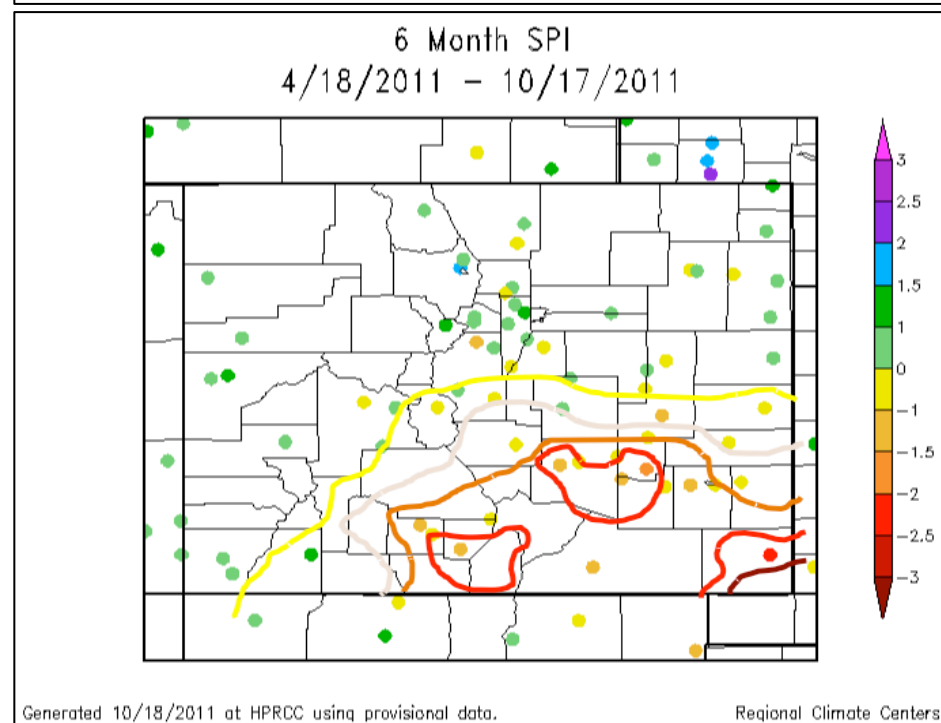 6 Month SPI
4/18/2011 – 10/17/2011
3
2.5
2
1.5
1
0
−1
−1.5
−2
−2.5
−3
Generated 10/18/2011 at HPRCC using provisional data.
Regional Climate Centers